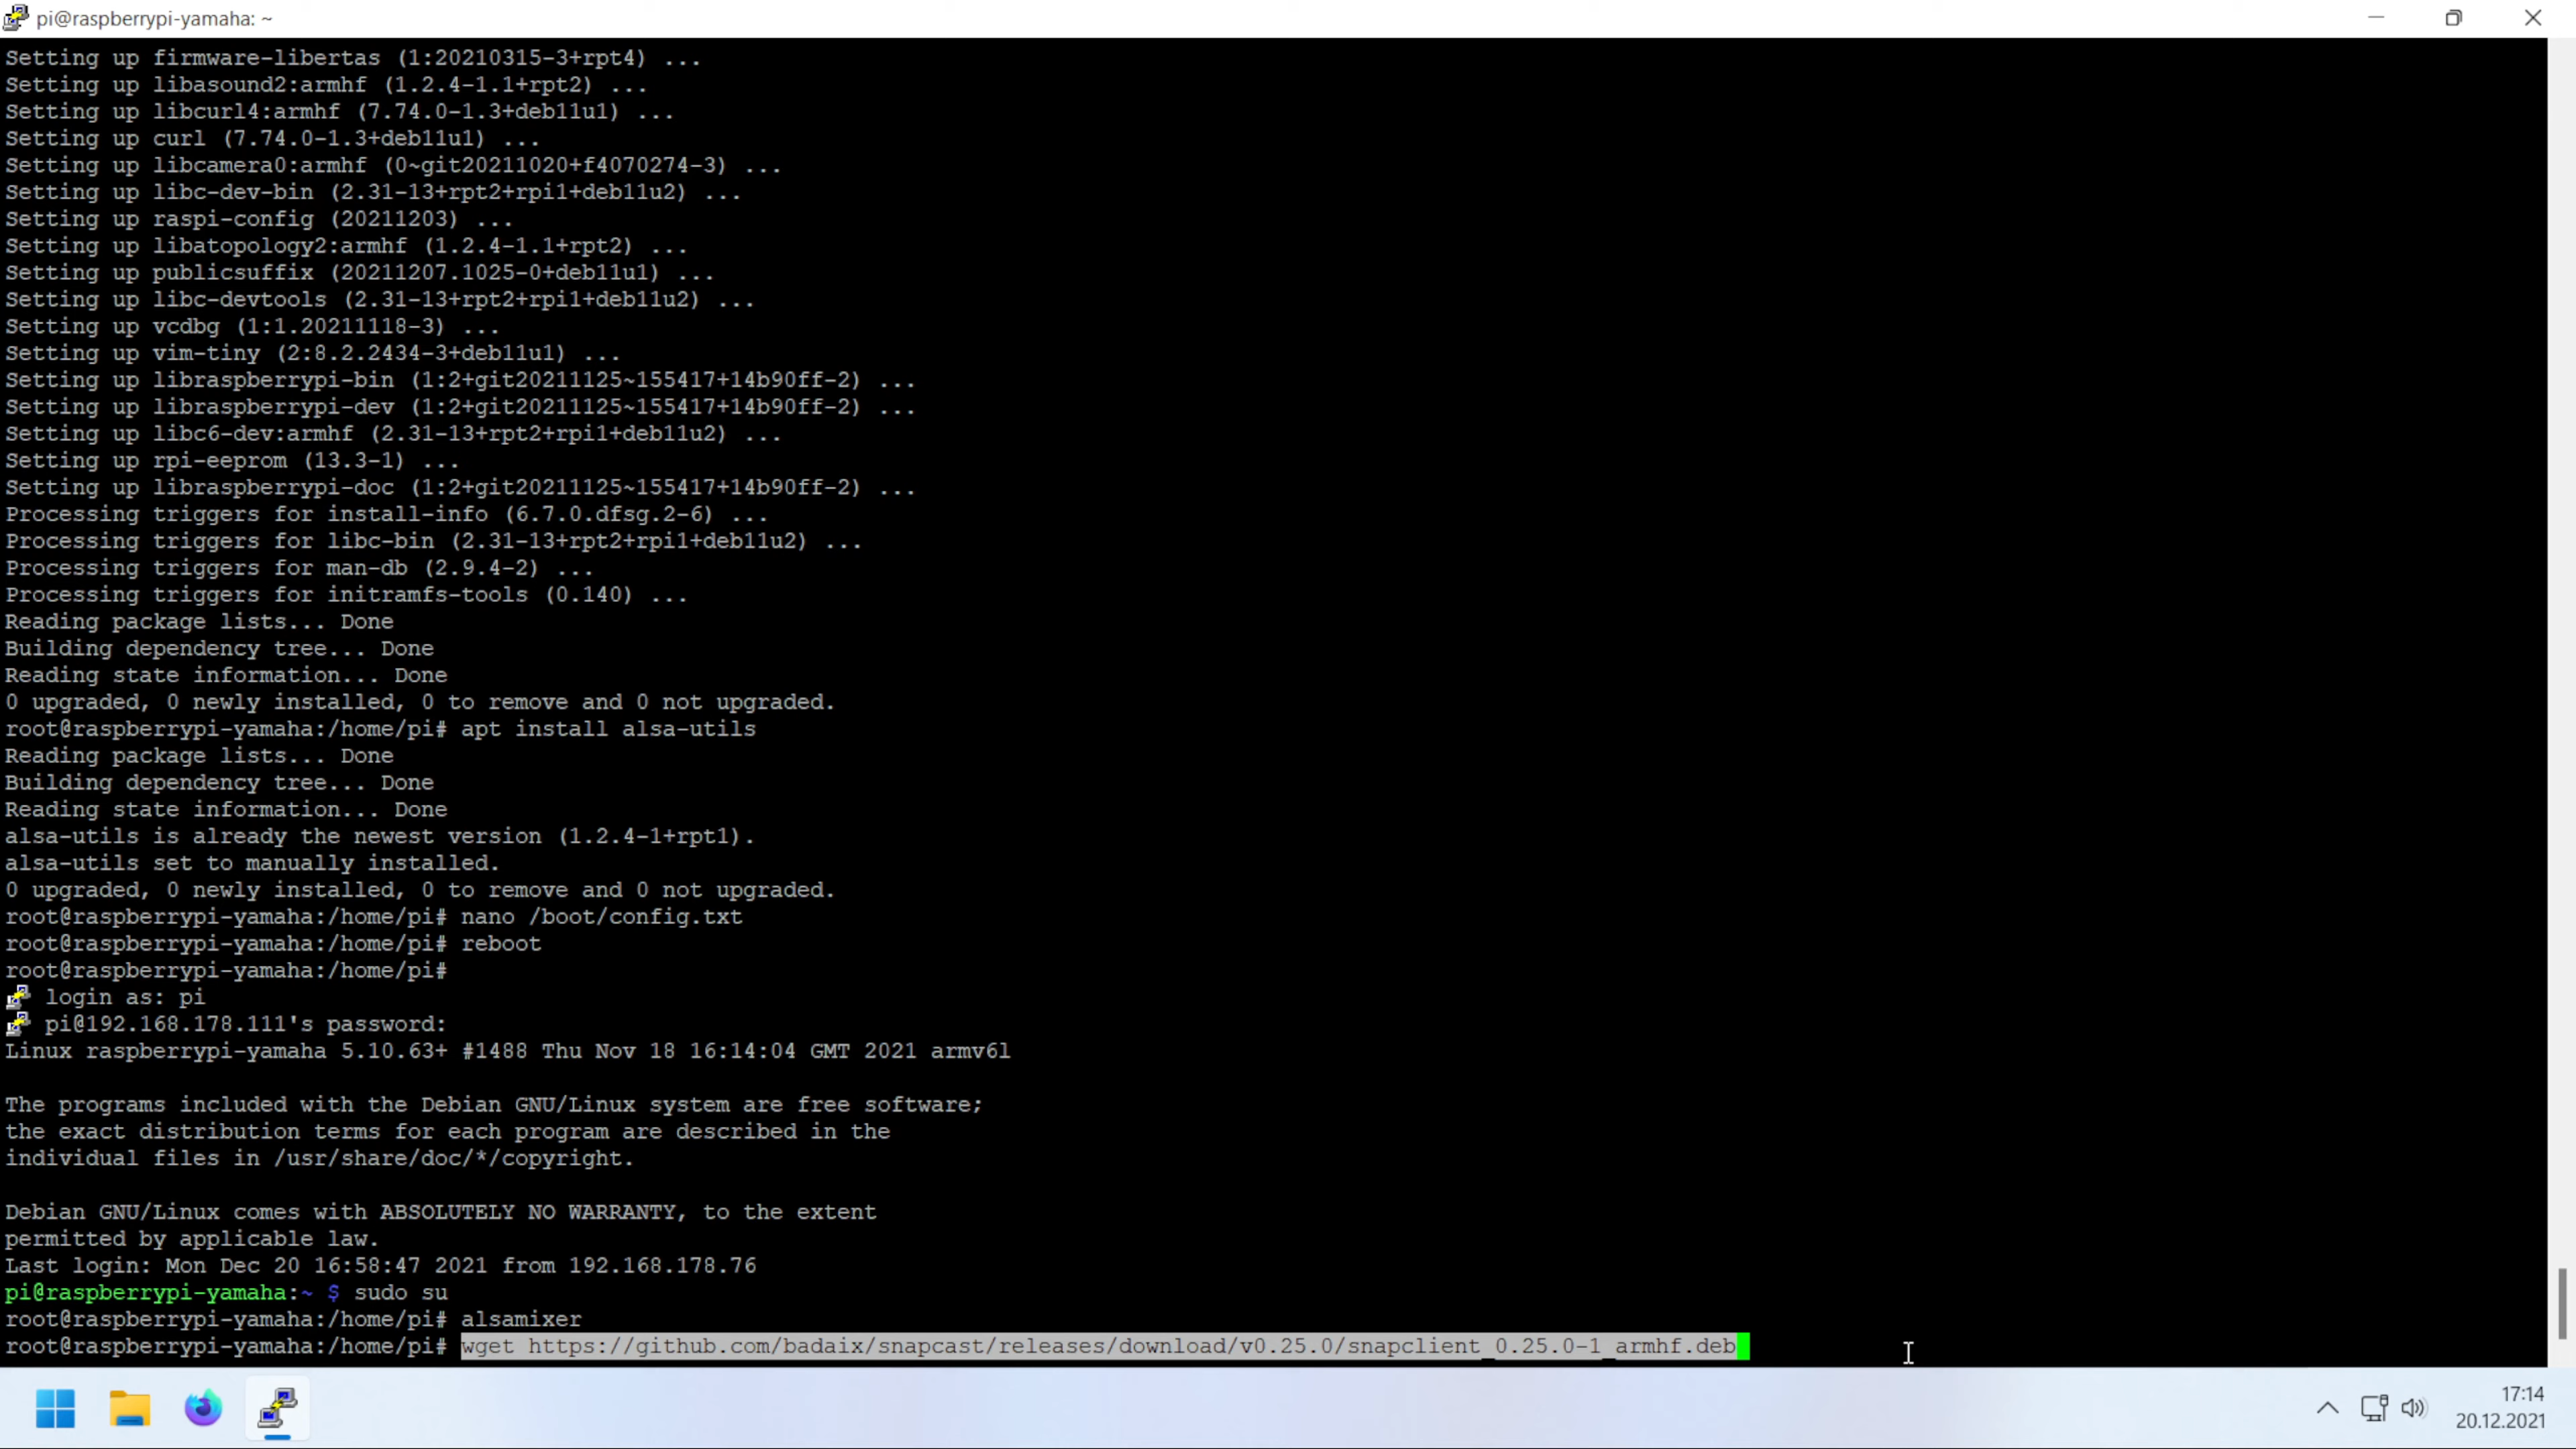 pi@raspberrypi-yamaha: ~
Setting up firmware-libertas (1:20210315-3+rpt4) ...
Setting up libasound2:armhf (1.2.4-1.1+rpt2) ...
Setting up libcurl4:armhf (7.74.0-1.3+deb11u1) ...
Setting up curl (7.74.0-1.3+deb11u1) ...
Setting up libcamera0:armhf (0~git20211020+f4070274-3) ...
Setting up libc-dev-bin (2.31-13+rpt2+rpi1+deb11u2) ...
Setting up raspi-config (20211203) ...
Setting up libatopology2:armhf (1.2.4-1.1+rpt2) ...
Setting up publicsuffix (20211207.1025-0+deb11u1) ...
Setting up libc-devtools (2.31-13+rpt2+rpi1+deb11u2) ...
Setting up vcdbg (1:1.20211118-3) ...
Setting up vim-tiny (2:8.2.2434-3+deb11u1) ...
Setting up libraspberrypi-bin (1:2+git20211125~155417+14b90ff-2) ...
Setting up libraspberrypi-dev (1:2+git20211125~155417+14b90ff-2) ...
Setting up libc6-dev:armhf (2.31-13+rpt2+rpi1+deb11u2) ...
Setting up rpi-eeprom (13.3-1) ...
Setting up libraspberrypi-doc (1:2+git20211125~155417+14b90ff-2) ...
Processing triggers for install-info (6.7.0.dfsg.2-6) ...
Processing triggers for libc-bin (2.31-13+rpt2+rpi1+deb11u2) ...
Processing triggers for man-db (2.9.4-2) ...
Processing triggers for initramfs-tools (0.140) ...
Reading package lists... Done
Building dependency tree... Done
Reading state information... Done
0 upgraded, 0 newly installed, 0 to remove and 0 not upgraded.
root@raspberrypi-yamaha:/home/pi# apt install alsa-utils
Reading package lists... Done
Building dependency tree... Done
Reading state information... Done
alsa-utils is already the newest version (1.2.4-1+rpt1).
alsa-utils set to manually installed.
0 upgraded, 0 newly installed, 0 to remove and 0 not upgraded.
root@raspberrypi-yamaha:/home/pi# nano /boot/config.txt
root@raspberrypi-yamaha:/home/pi# reboot
root@raspberrypi-yamaha:/home/pi#
login as: pi
pi@192.168.178.111's password:
Linux raspberrypi-yamaha 5.10.63+ #1488 Thu Nov 18 16:14:04 GMT 2021 armv6l
The programs included with the Debian GNU/Linux system are free software;
the exact distribution terms for each program are described in the
individual files in /usr/share/doc/*/copyright.
Debian GNU/Linux comes with ABSOLUTELY NO WARRANTY, to the extent
permitted by applicable law.
Last login: Mon Dec 20 16:58:47 2021 from 192.168.178.76
pi@raspberrypi-yamaha:~ $ sudo su
root@raspberrypi-yamaha:/home/pi# alsamixer
root@raspberrypi-yamaha:/home/pi# wget https://github.com/badaix/snapcast/releases/download/v0.25.0/snapclient_0.25.0-1_armhf.deb
17:14
20.12.2021